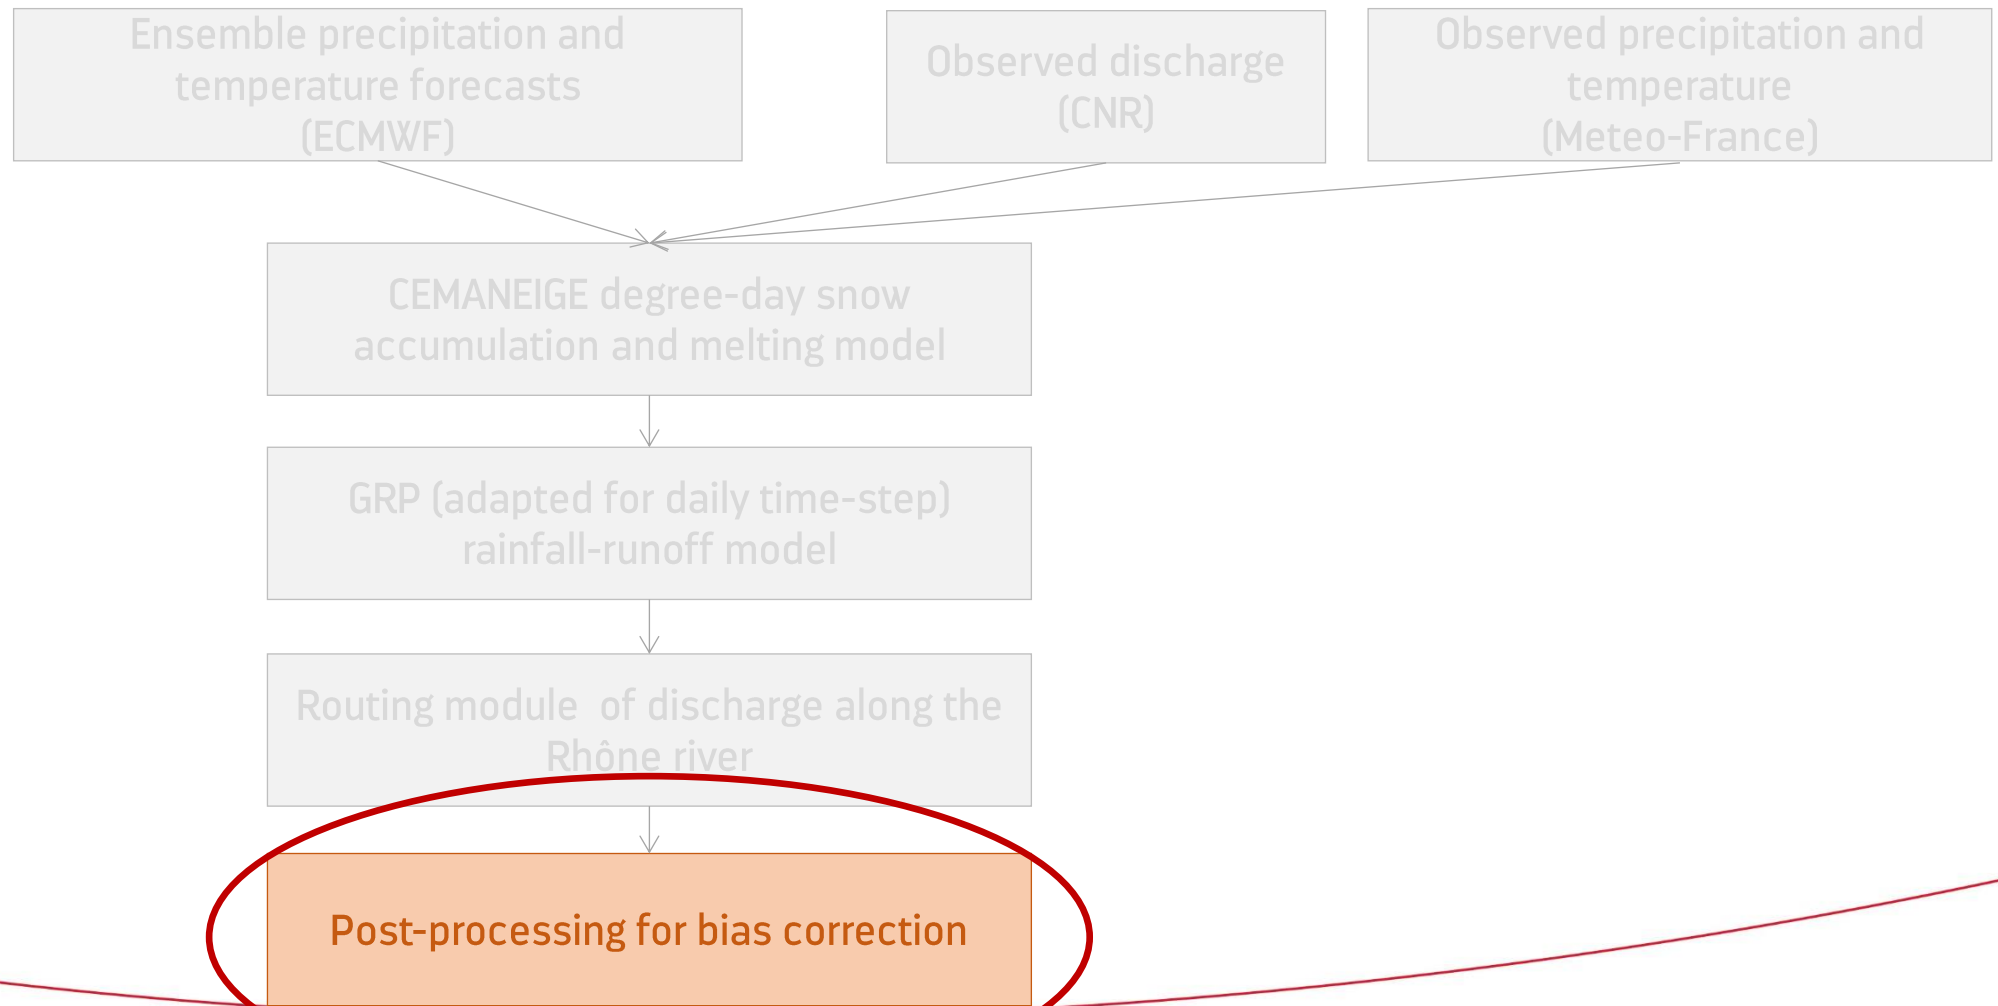 Ensemble precipitation and
temperature forecasts
(ECMWF)
Observed discharge
(CNR)
Observed precipitation and
temperature
(Meteo-France)
CEMANEIGE degree-day snow
accumulation and melting model
GRP (adapted for daily time-step)
rainfall-runoff model
Routing module  of discharge along the
Rhône river
Post-processing for bias correction